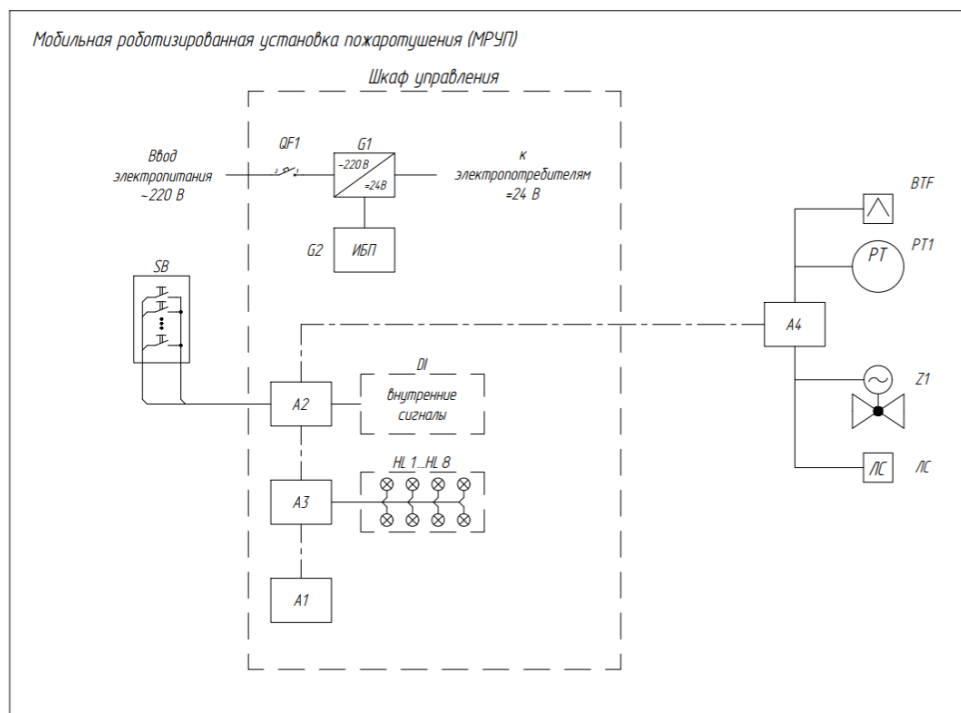 Мобильная роботизированная установка пожаротушения (МРУП)
Шкаф управления
QF1
G1
Ввод
электропитания
~220 В
~220 В
=24В
к
электропотребителям
=24 В
G2
ИБП
BTF
PT
PT1
SB
A4
DI
внутренние
сигналы
A2
Z1
HL 1...HL 8
A3
ЛС
ЛС
A1